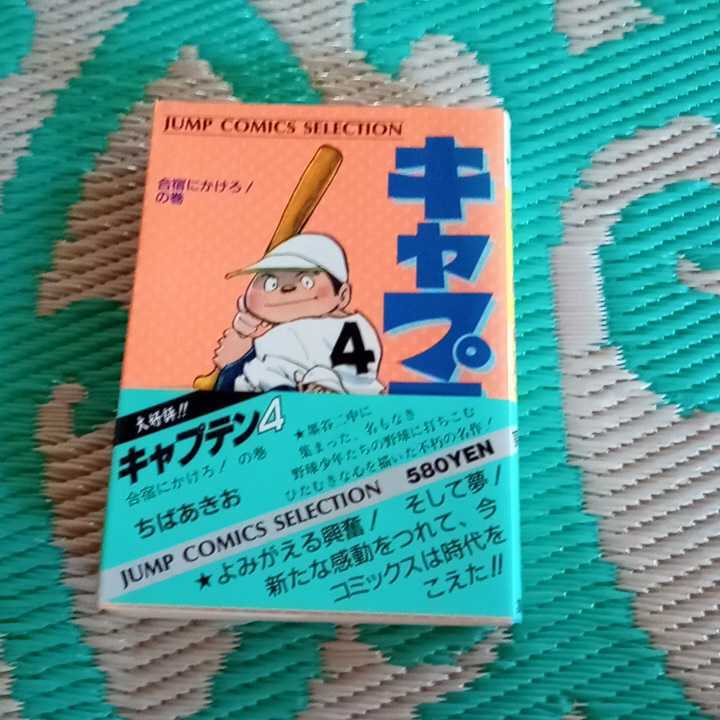 JUMP COMICS SELECTION
合宿にかけろ!
の巻
キャプテ
4
大好評!!
キャプテン4
合宿にかけろ! の巻
ちばあきお
★墨谷二中に
集まった、名もなき
野球少年たちの野球に打ちこむ
ひたむきな心を描いた不朽の名作!
JUMP COMICS SELECTION 580YEN
★よみがえる興奮! そして夢!
新たな感動をつれて、今
コミックスは時代を
こえた!!